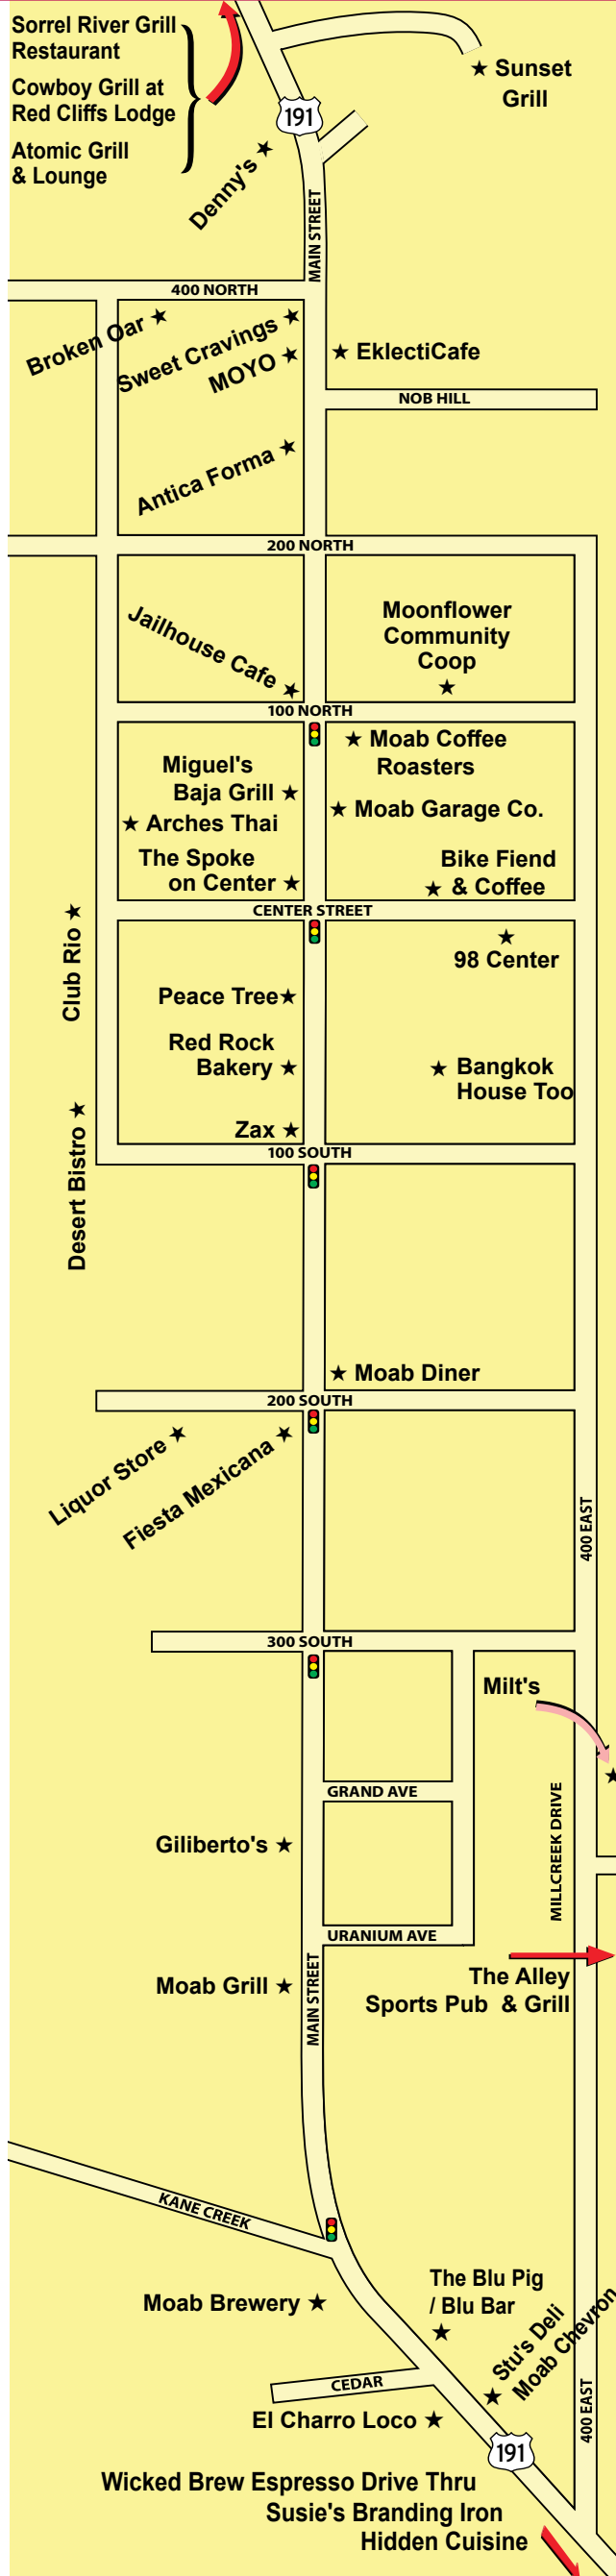 Sorrel River Grill
Restaurant
Cowboy Grill at
Red Cliffs Lodge
Atomic Grill
& Lounge
Sunset
Grill
191
Denny's
MAIN STREET
400 NORTH
Broken Oar
Sweet Cravings
MOYO
EklectiCafe
NOB HILL
Antica Forma
200 NORTH
Jailhouse Cafe
Moonflower
Community
Coop
100 NORTH
Moab Coffee
Roasters
Miguel's
Baja Grill
Moab Garage Co.
Arches Thai
The Spoke
on Center
Bike Fiend
& Coffee
CENTER STREET
Club Rio
98 Center
Peace Tree
Red Rock
Bakery
Bangkok
House Too
Zax
100 SOUTH
Desert Bistro
Moab Diner
200 SOUTH
Liquor Store
Fiesta Mexicana
400 EAST
300 SOUTH
Milt's
GRAND AVE
MILLCREEK DRIVE
Giliberto's
URANIUM AVE
MAIN STREET
The Alley
Sports Pub & Grill
Moab Grill
KANE CREEK
Moab Brewery
The Blu Pig
/ Blu Bar
Stu's Deli
Moab Chevron
CEDAR
400 EAST
El Charro Loco
191
Wicked Brew Espresso Drive Thru
Susie's Branding Iron
Hidden Cuisine